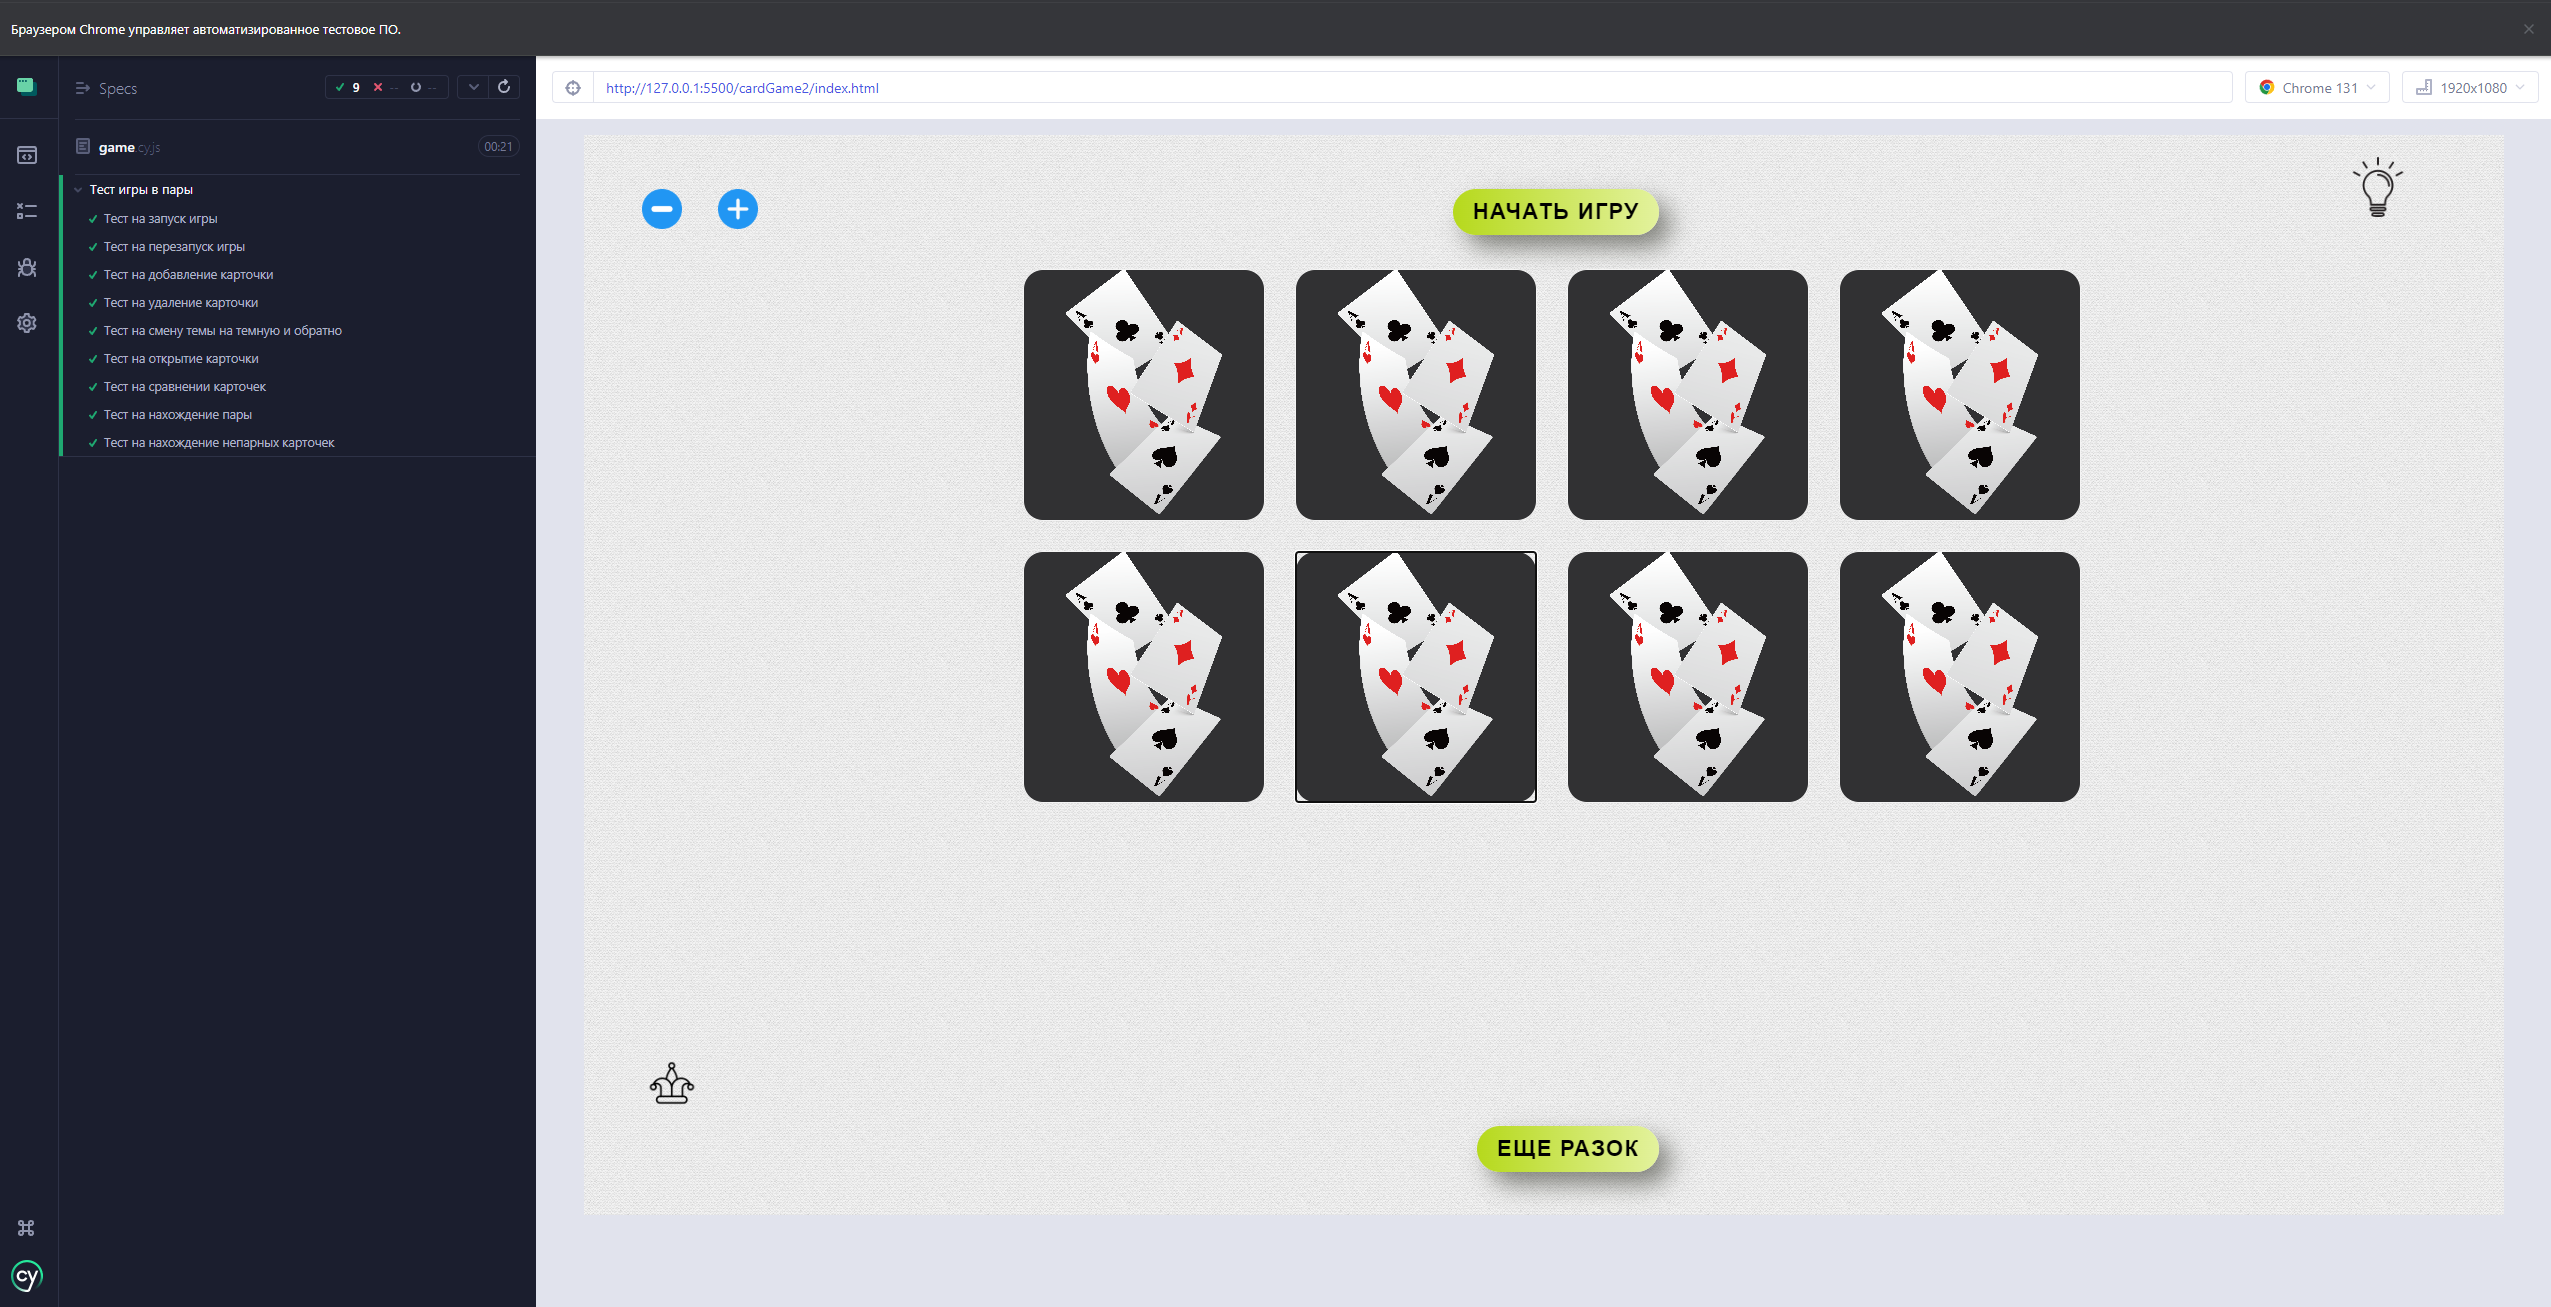 Браузером Chrome управляет автоматизированное тестовое ПО.
Specs
9 -- --
http://127.0.0.1:5500/cardGame2/index.html
Chrome 131
1920x1080
game.cy.js
00:21
Тест игры в пары
Тест на запуск игры
Тест на перезапуск игры
Тест на добавление карточки
Тест на удаление карточки
Тест на смену темы на темную и обратно
Тест на открытие карточки
Тест на сравнении карточек
Тест на нахождение пары
Тест на нахождение непарных карточек
НАЧАТЬ ИГРУ
ЕЩЕ РАЗОК
cy